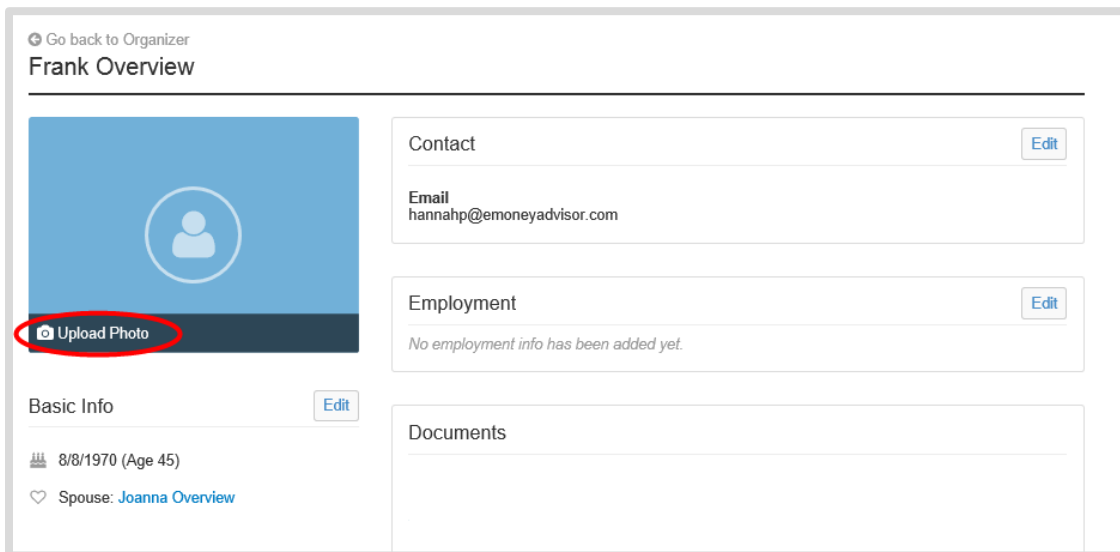 Go back to Organizer
Frank Overview
Upload Photo
Basic Info
Edit
8/8/1970 (Age 45)
Spouse: Joanna Overview
Contact
Edit
Email
hannahp@emoneyadvisor.com
Employment
Edit
No employment info has been added yet.
Documents